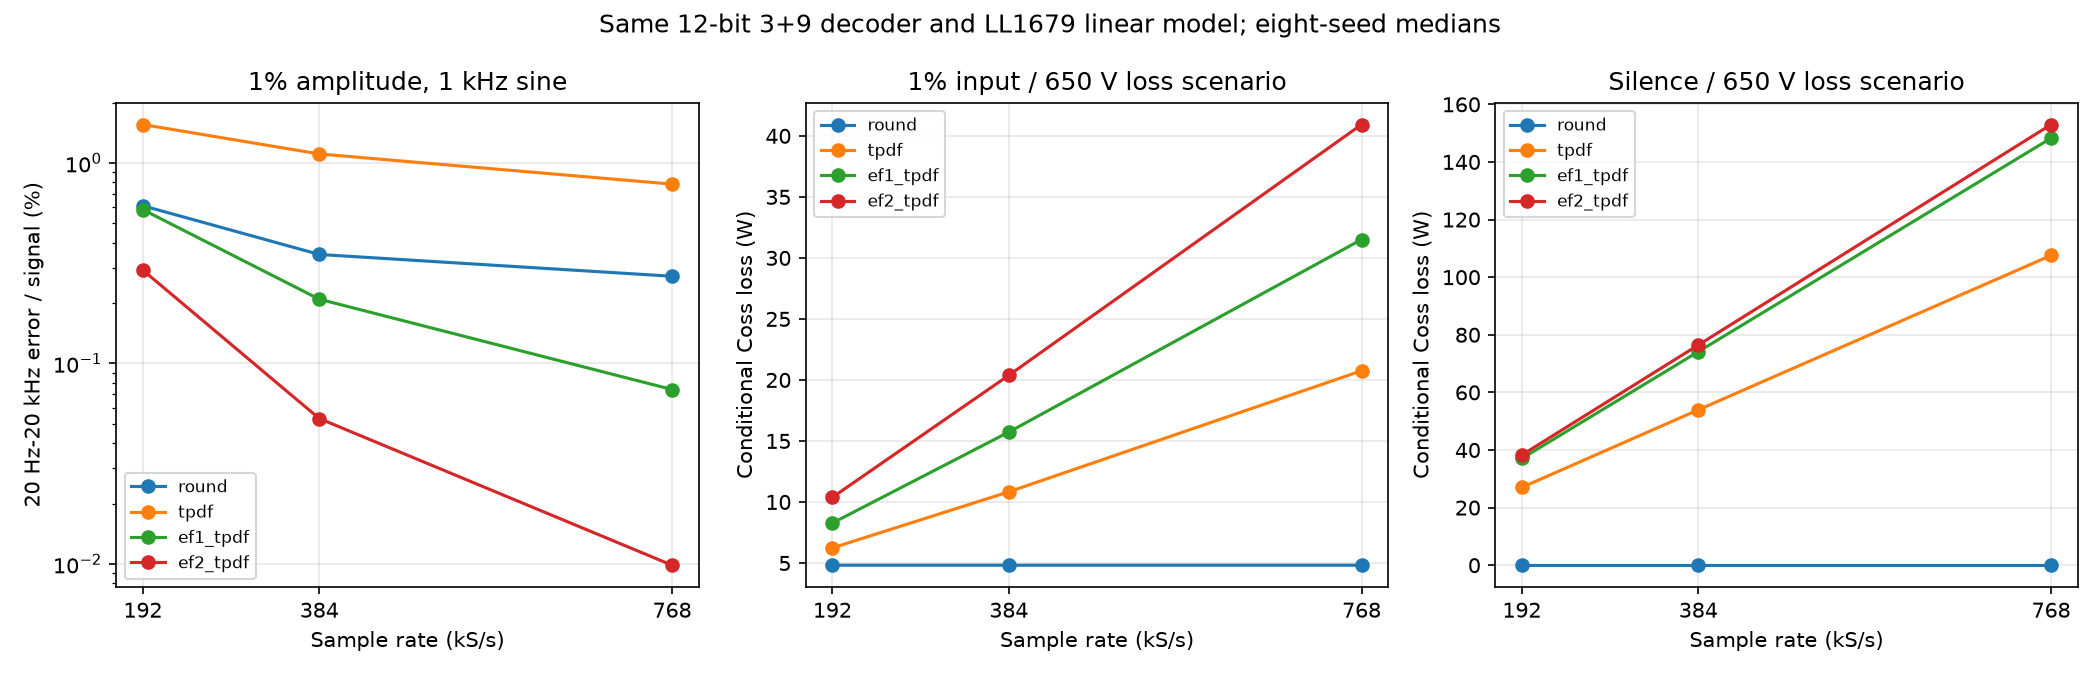 Same 12-bit 3+9 decoder and LL1679 linear model; eight-seed medians
1% amplitude, 1 kHz sine
20 Hz-20 kHz error / signal (%)
10⁰
10⁻¹
10⁻²
round
tpdf
ef1_tpdf
ef2_tpdf
192
384
768
Sample rate (kS/s)
1% input / 650 V loss scenario
Conditional Coss loss (W)
40
35
30
25
20
15
10
5
round
tpdf
ef1_tpdf
ef2_tpdf
192
384
768
Sample rate (kS/s)
Silence / 650 V loss scenario
Conditional Coss loss (W)
160
140
120
100
80
60
40
20
0
round
tpdf
ef1_tpdf
ef2_tpdf
192
384
768
Sample rate (kS/s)